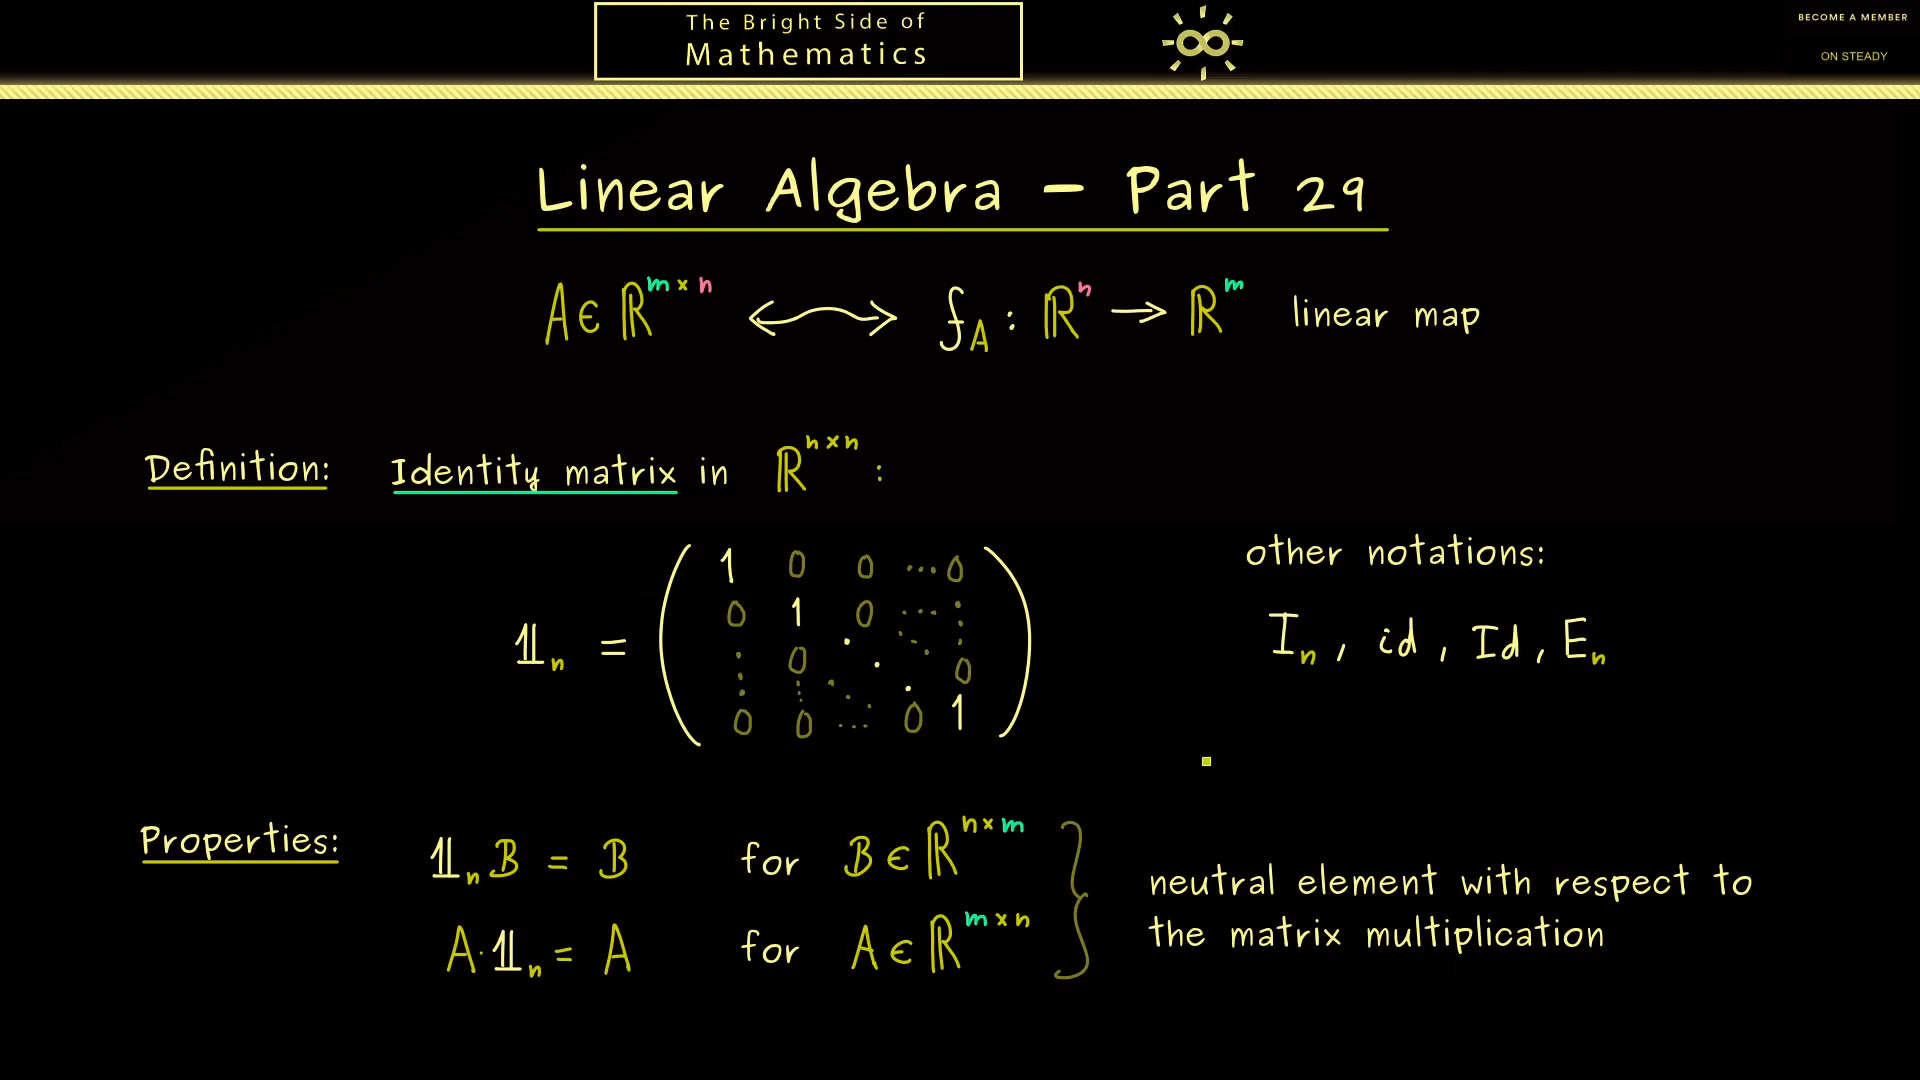 The Bright Side of
Mathematics
BECOME A MEMBER
ON STEADY
Linear Algebra – Part 29
A ∈ ℝ^{m×n} ⟷ f_A : ℝ^n → ℝ^m linear map
Definition: Identity matrix in ℝ^{n×n} :
other notations:
1 0 0 ⋯ 0
0 1 0 ⋯ ⋮
𝟙_n = ( ⋮ 0 ⋱ ⋱ 0 )
0 0 ⋯ 0 1
I_n , id , Id , E_n
Properties: 𝟙_n B = B for B ∈ ℝ^{n×m}
A · 𝟙_n = A for A ∈ ℝ^{m×n}
neutral element with respect to
the matrix multiplication